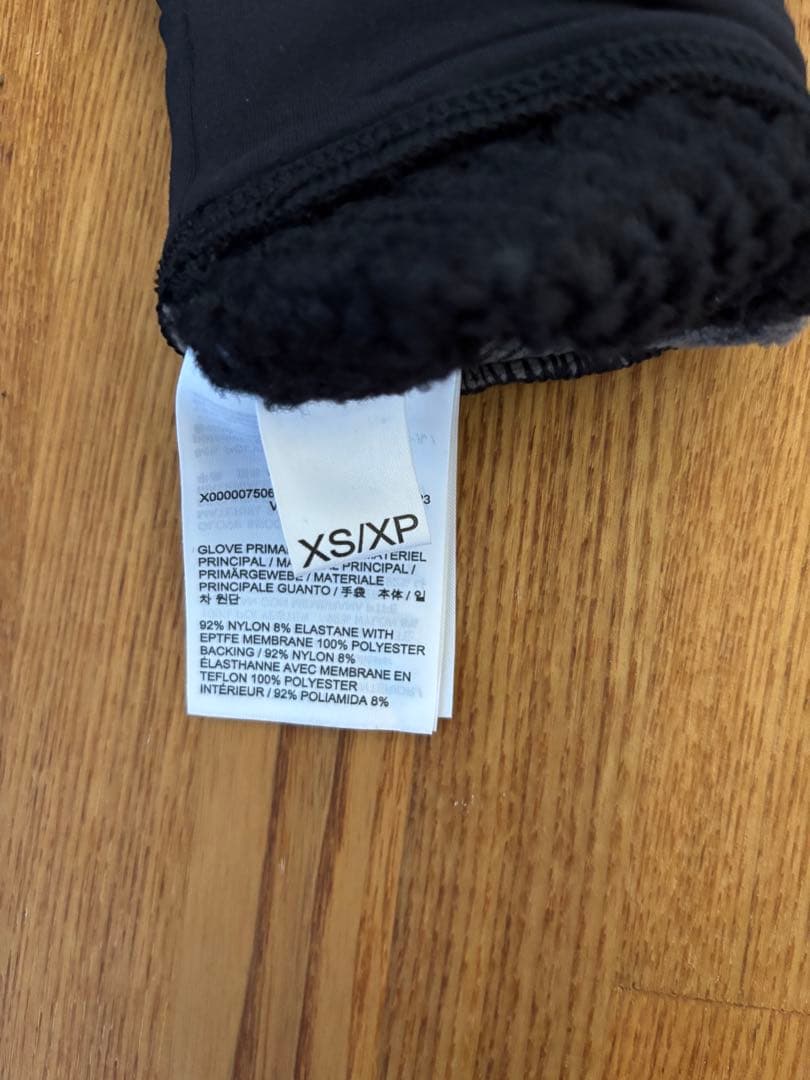 XS/XP
X00000750
GLOVE
PRINCIPAL / PRINCIPAL /
PRIMÄRGEWEBE / MATERIALE
PRINCIPALE GUANTO / 手袋 本体 / 일
차 원단
92% NYLON 8% ELASTANE WITH
EPTFE MEMBRANE 100% POLYESTER
BACKING / 92% NYLON 8%
ÉLASTHANNE AVEC MEMBRANE EN
TEFLON 100% POLYESTER
INTÉRIEUR / 92% POLIAMIDA 8%